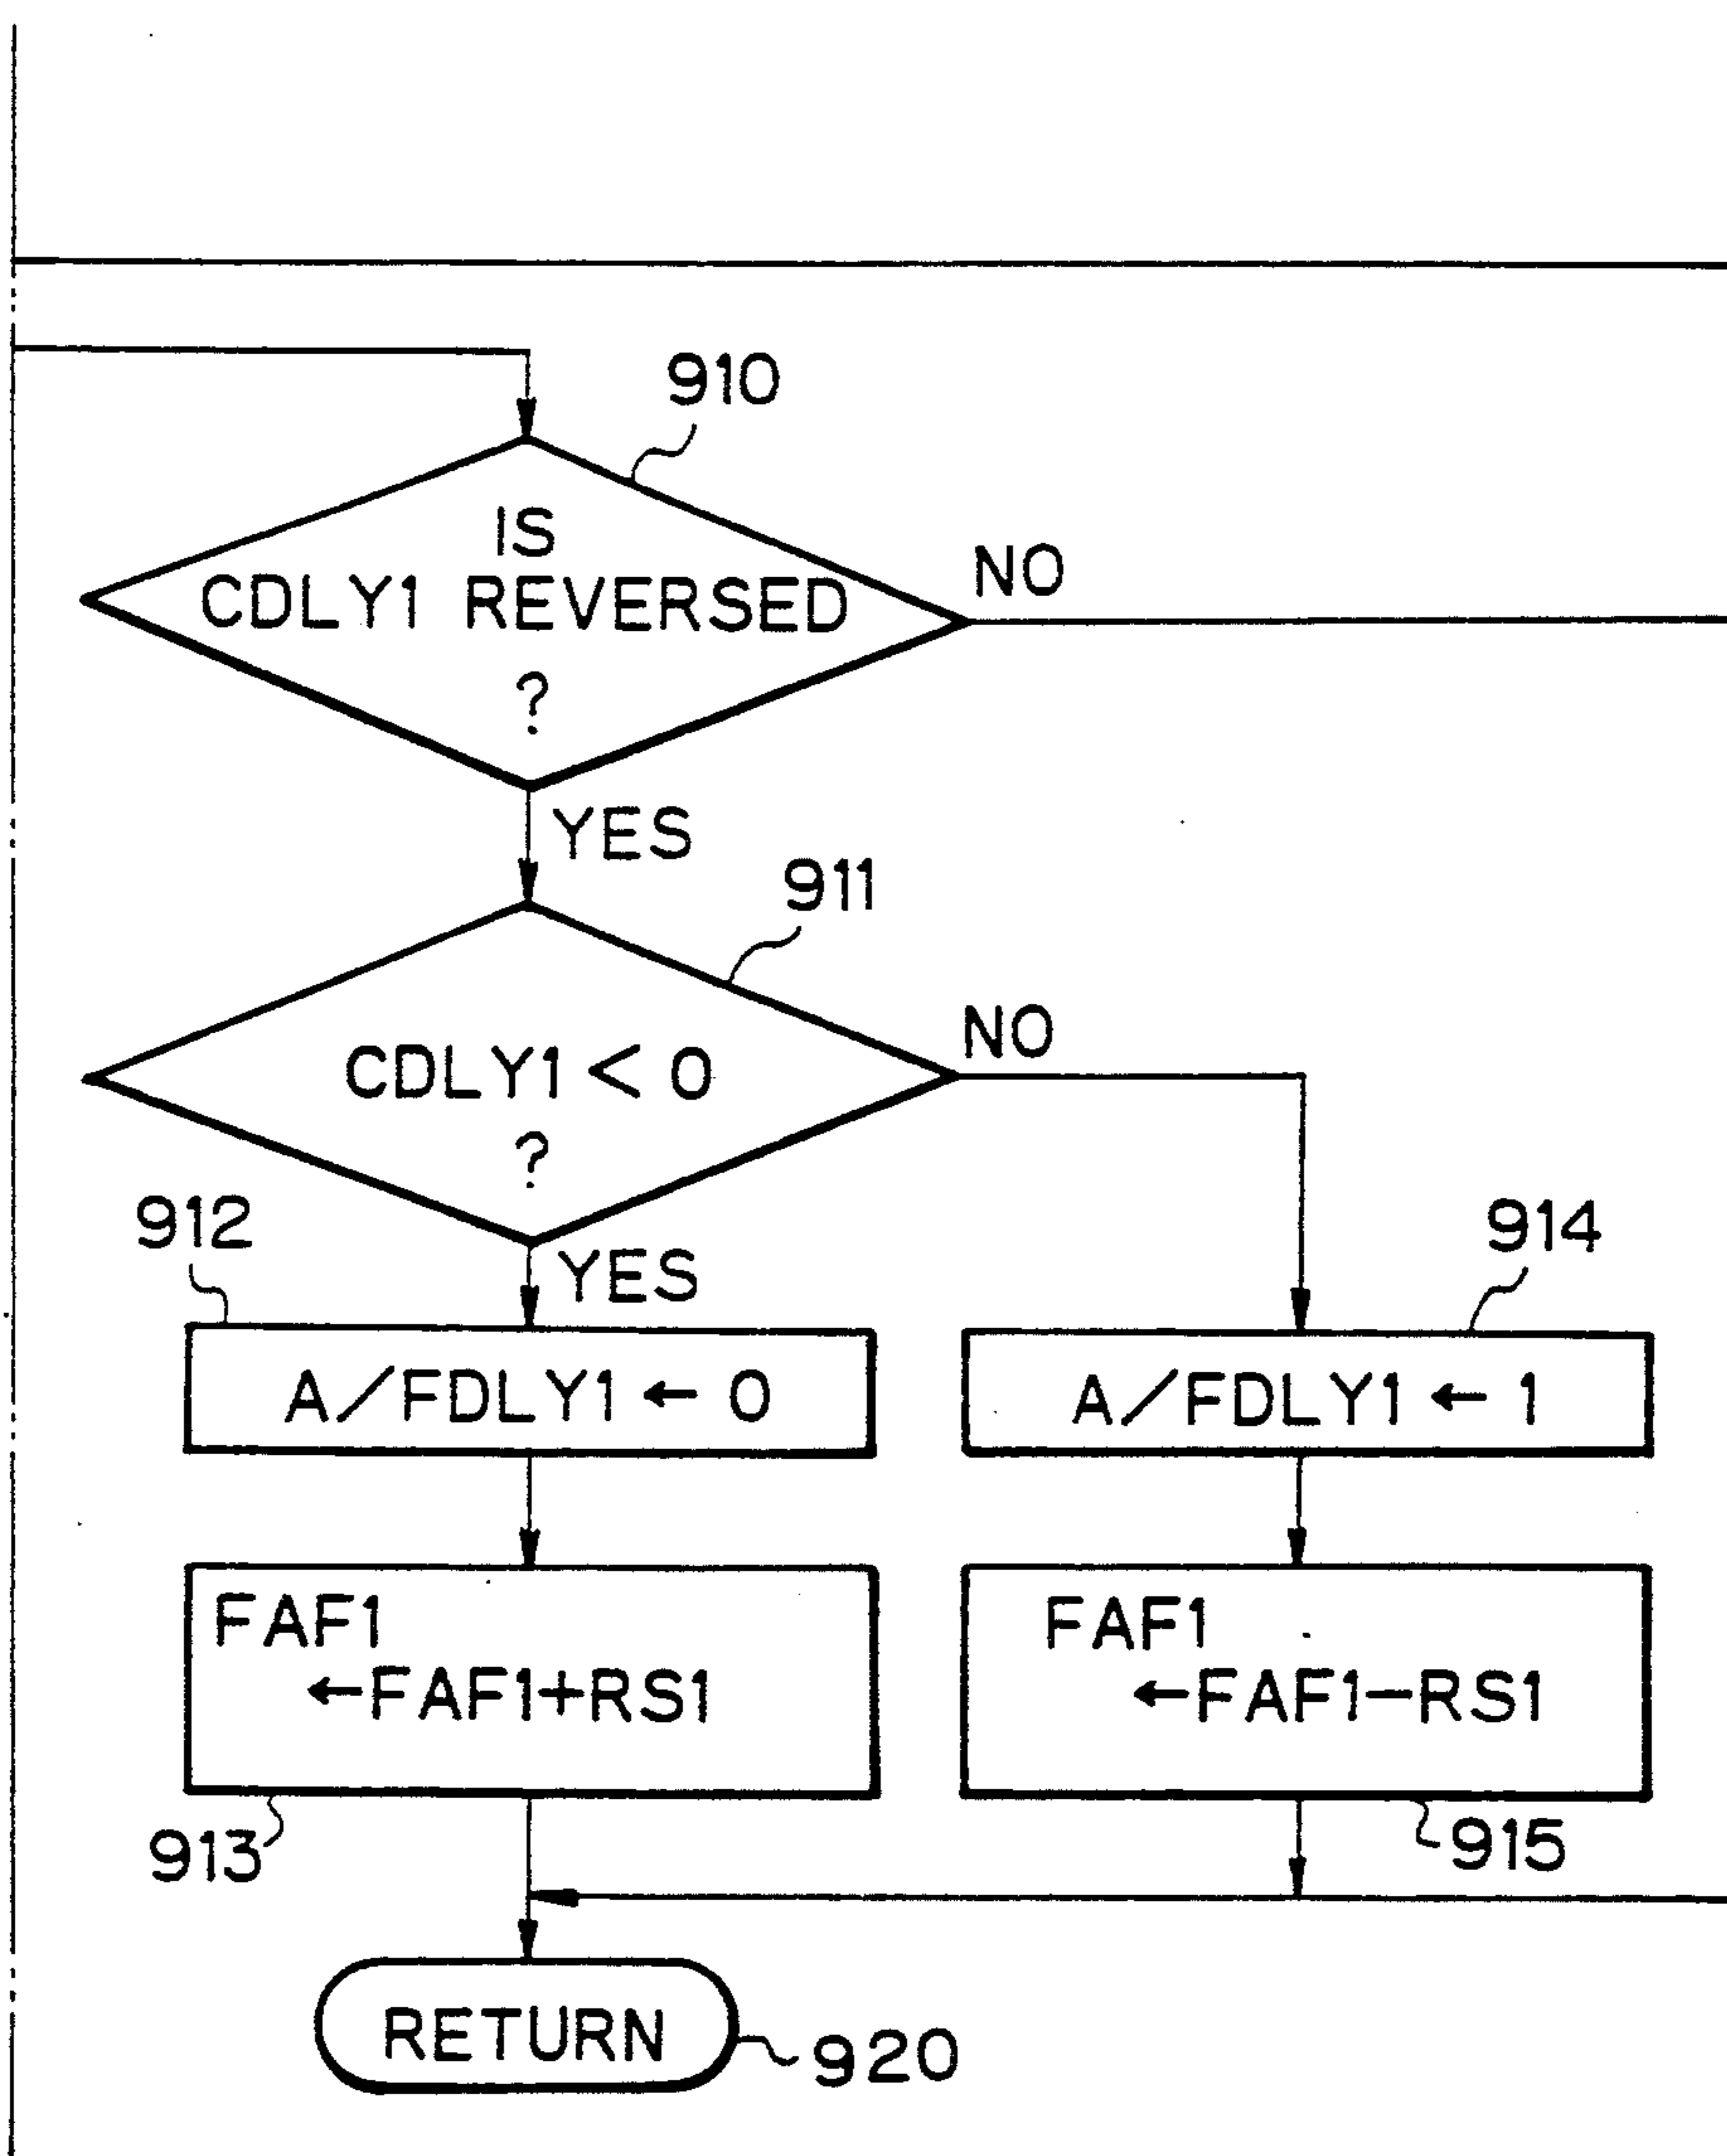 910
IS
CDLY1 REVERSED
?
NO
YES
911
CDLY1 < 0
?
NO
912
YES
914
A/FDLY1 ← 0
A/FDLY1 ← 1
FAF1
←FAF1+RS1
FAF1
←FAF1−RS1
913
915
RETURN
920